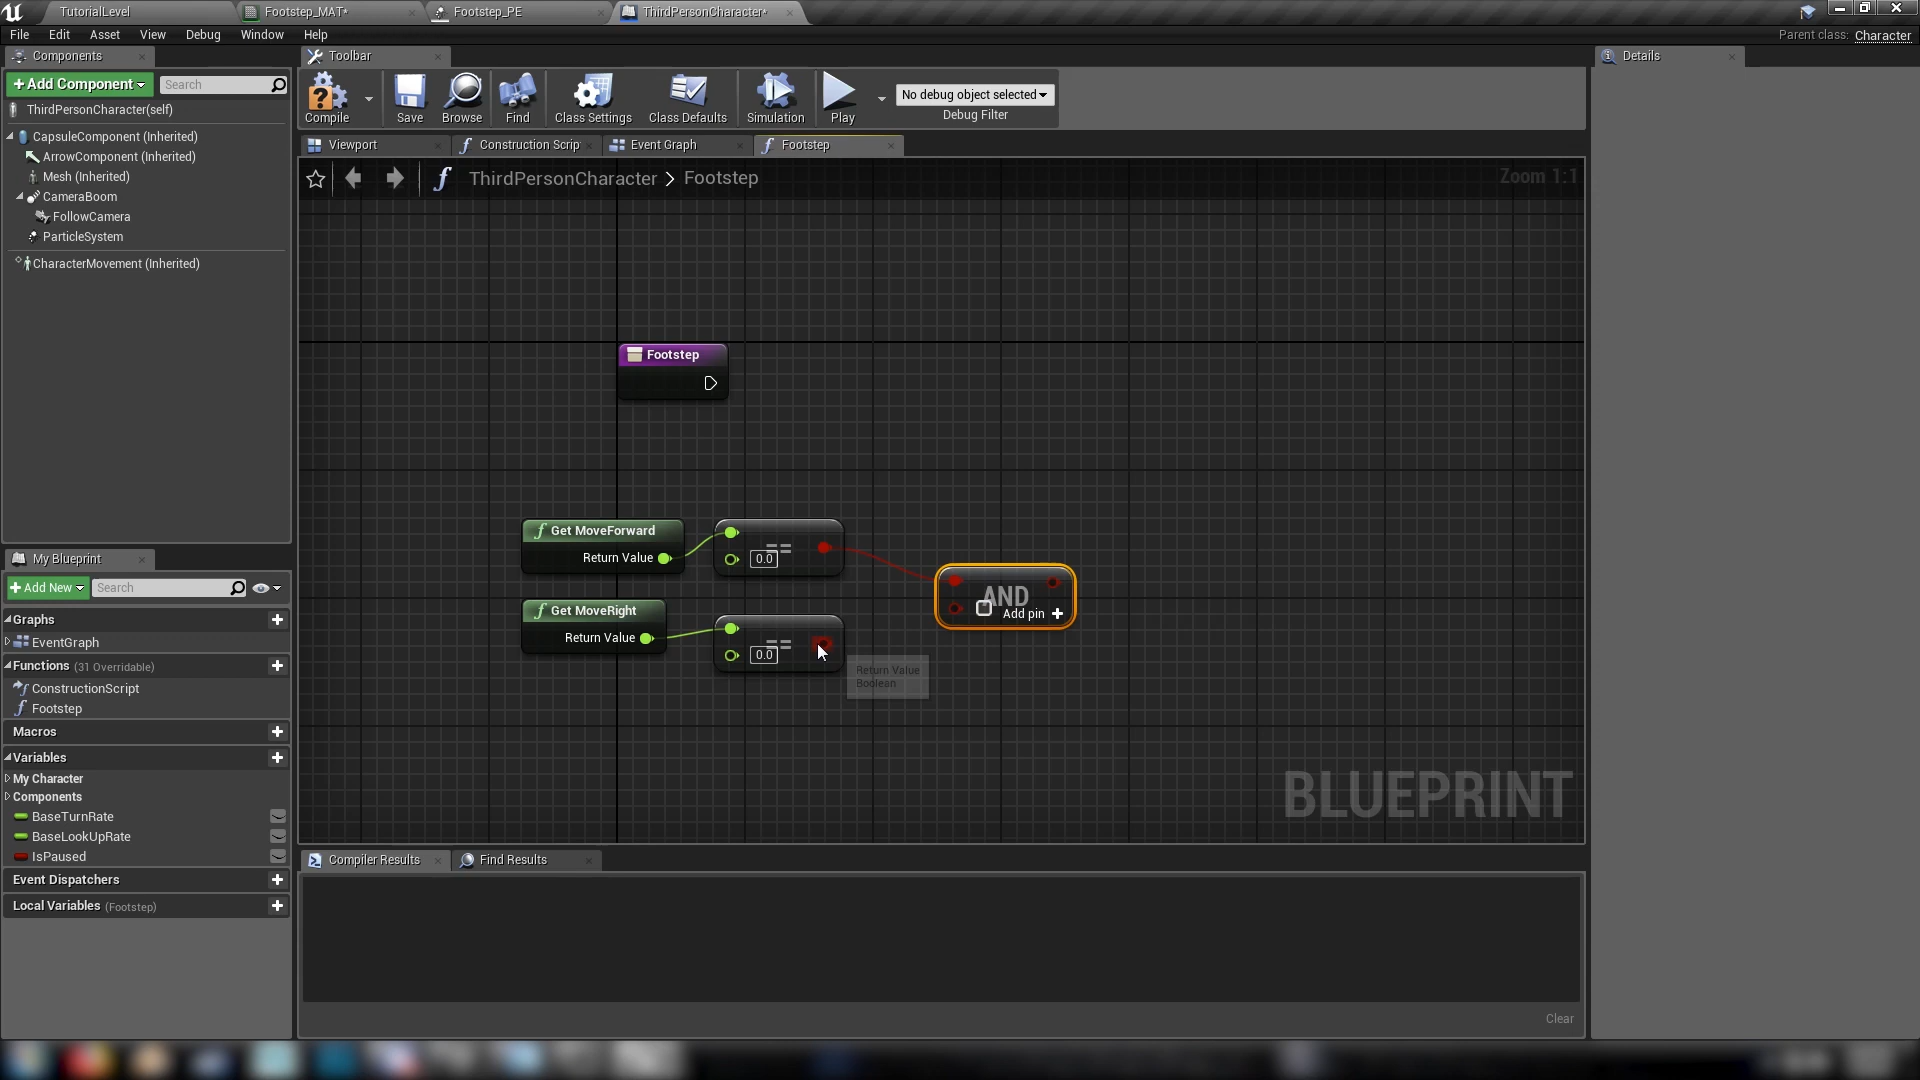 TutorialLevel
Footstep_MAT*
Footstep_PE
ThirdPersonCharacter*
File Edit Asset View Debug Window Help
Parent class: Character
Components
Toolbar
Details
+ Add Component
Search
Compile
Save
Browse
Find
Class Settings
Class Defaults
Simulation
Play
No debug object selected
Debug Filter
ThirdPersonCharacter(self)
CapsuleComponent (Inherited)
ArrowComponent (Inherited)
Mesh (Inherited)
CameraBoom
FollowCamera
ParticleSystem
CharacterMovement (Inherited)
Viewport
Construction Scrip
Event Graph
Footstep
ThirdPersonCharacter > Footstep
Zoom 1:1
Footstep
Get MoveForward
Return Value
==
0.0
Get MoveRight
Return Value
==
0.0
AND
Add pin +
Return Value
Boolean
BLUEPRINT
My Blueprint
+ Add New
Search
Graphs
EventGraph
Functions (31 Overridable)
ConstructionScript
Footstep
Macros
Variables
My Character
Components
BaseTurnRate
BaseLookUpRate
IsPaused
Event Dispatchers
Local Variables (Footstep)
Compiler Results
Find Results
Clear